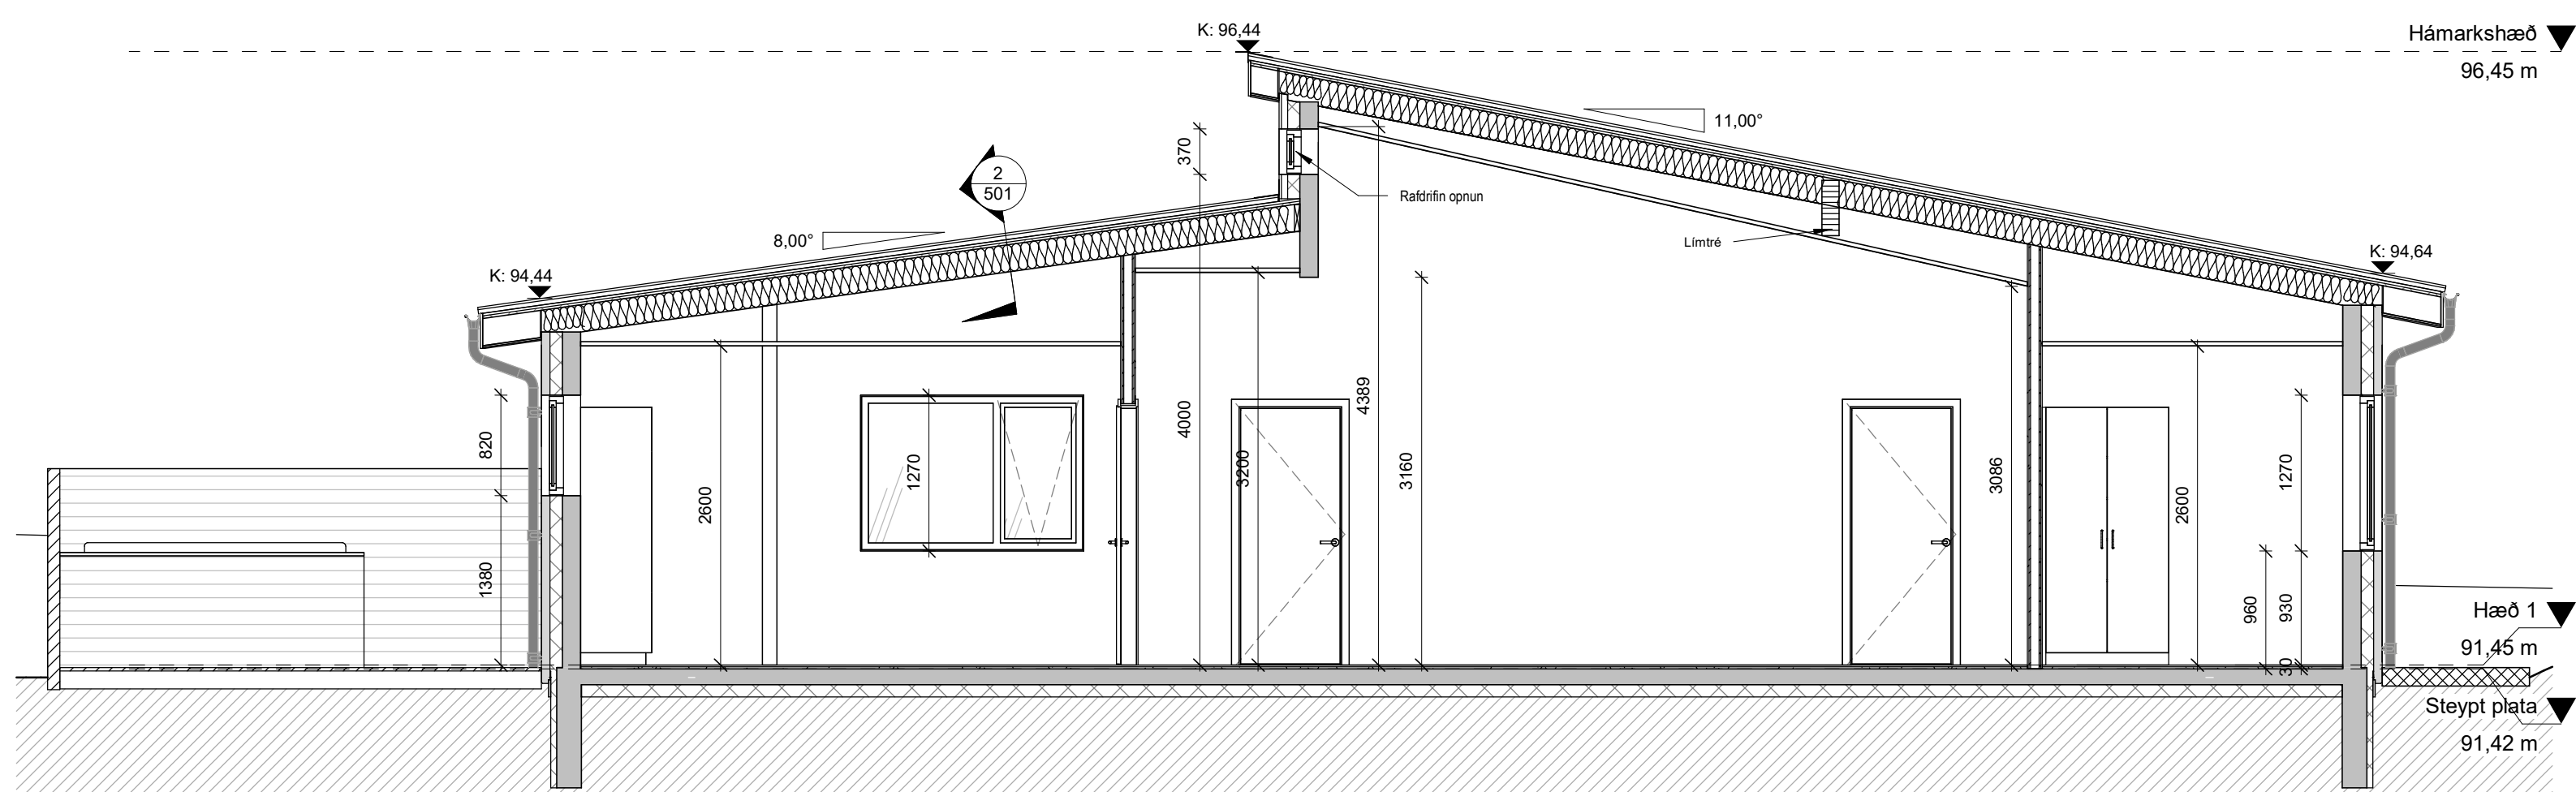 K: 96,44
Hámarkshæð
96,45 m
11,00°
370
2
501
Rafdrifin opnun
8,00°
Límtré
K: 94,44
K: 94,64
820
1380
2600
1270
4000
3200
4389
3160
3086
2600
1270
960
930
30
Hæð 1
91,45 m
Steypt plata
91,42 m